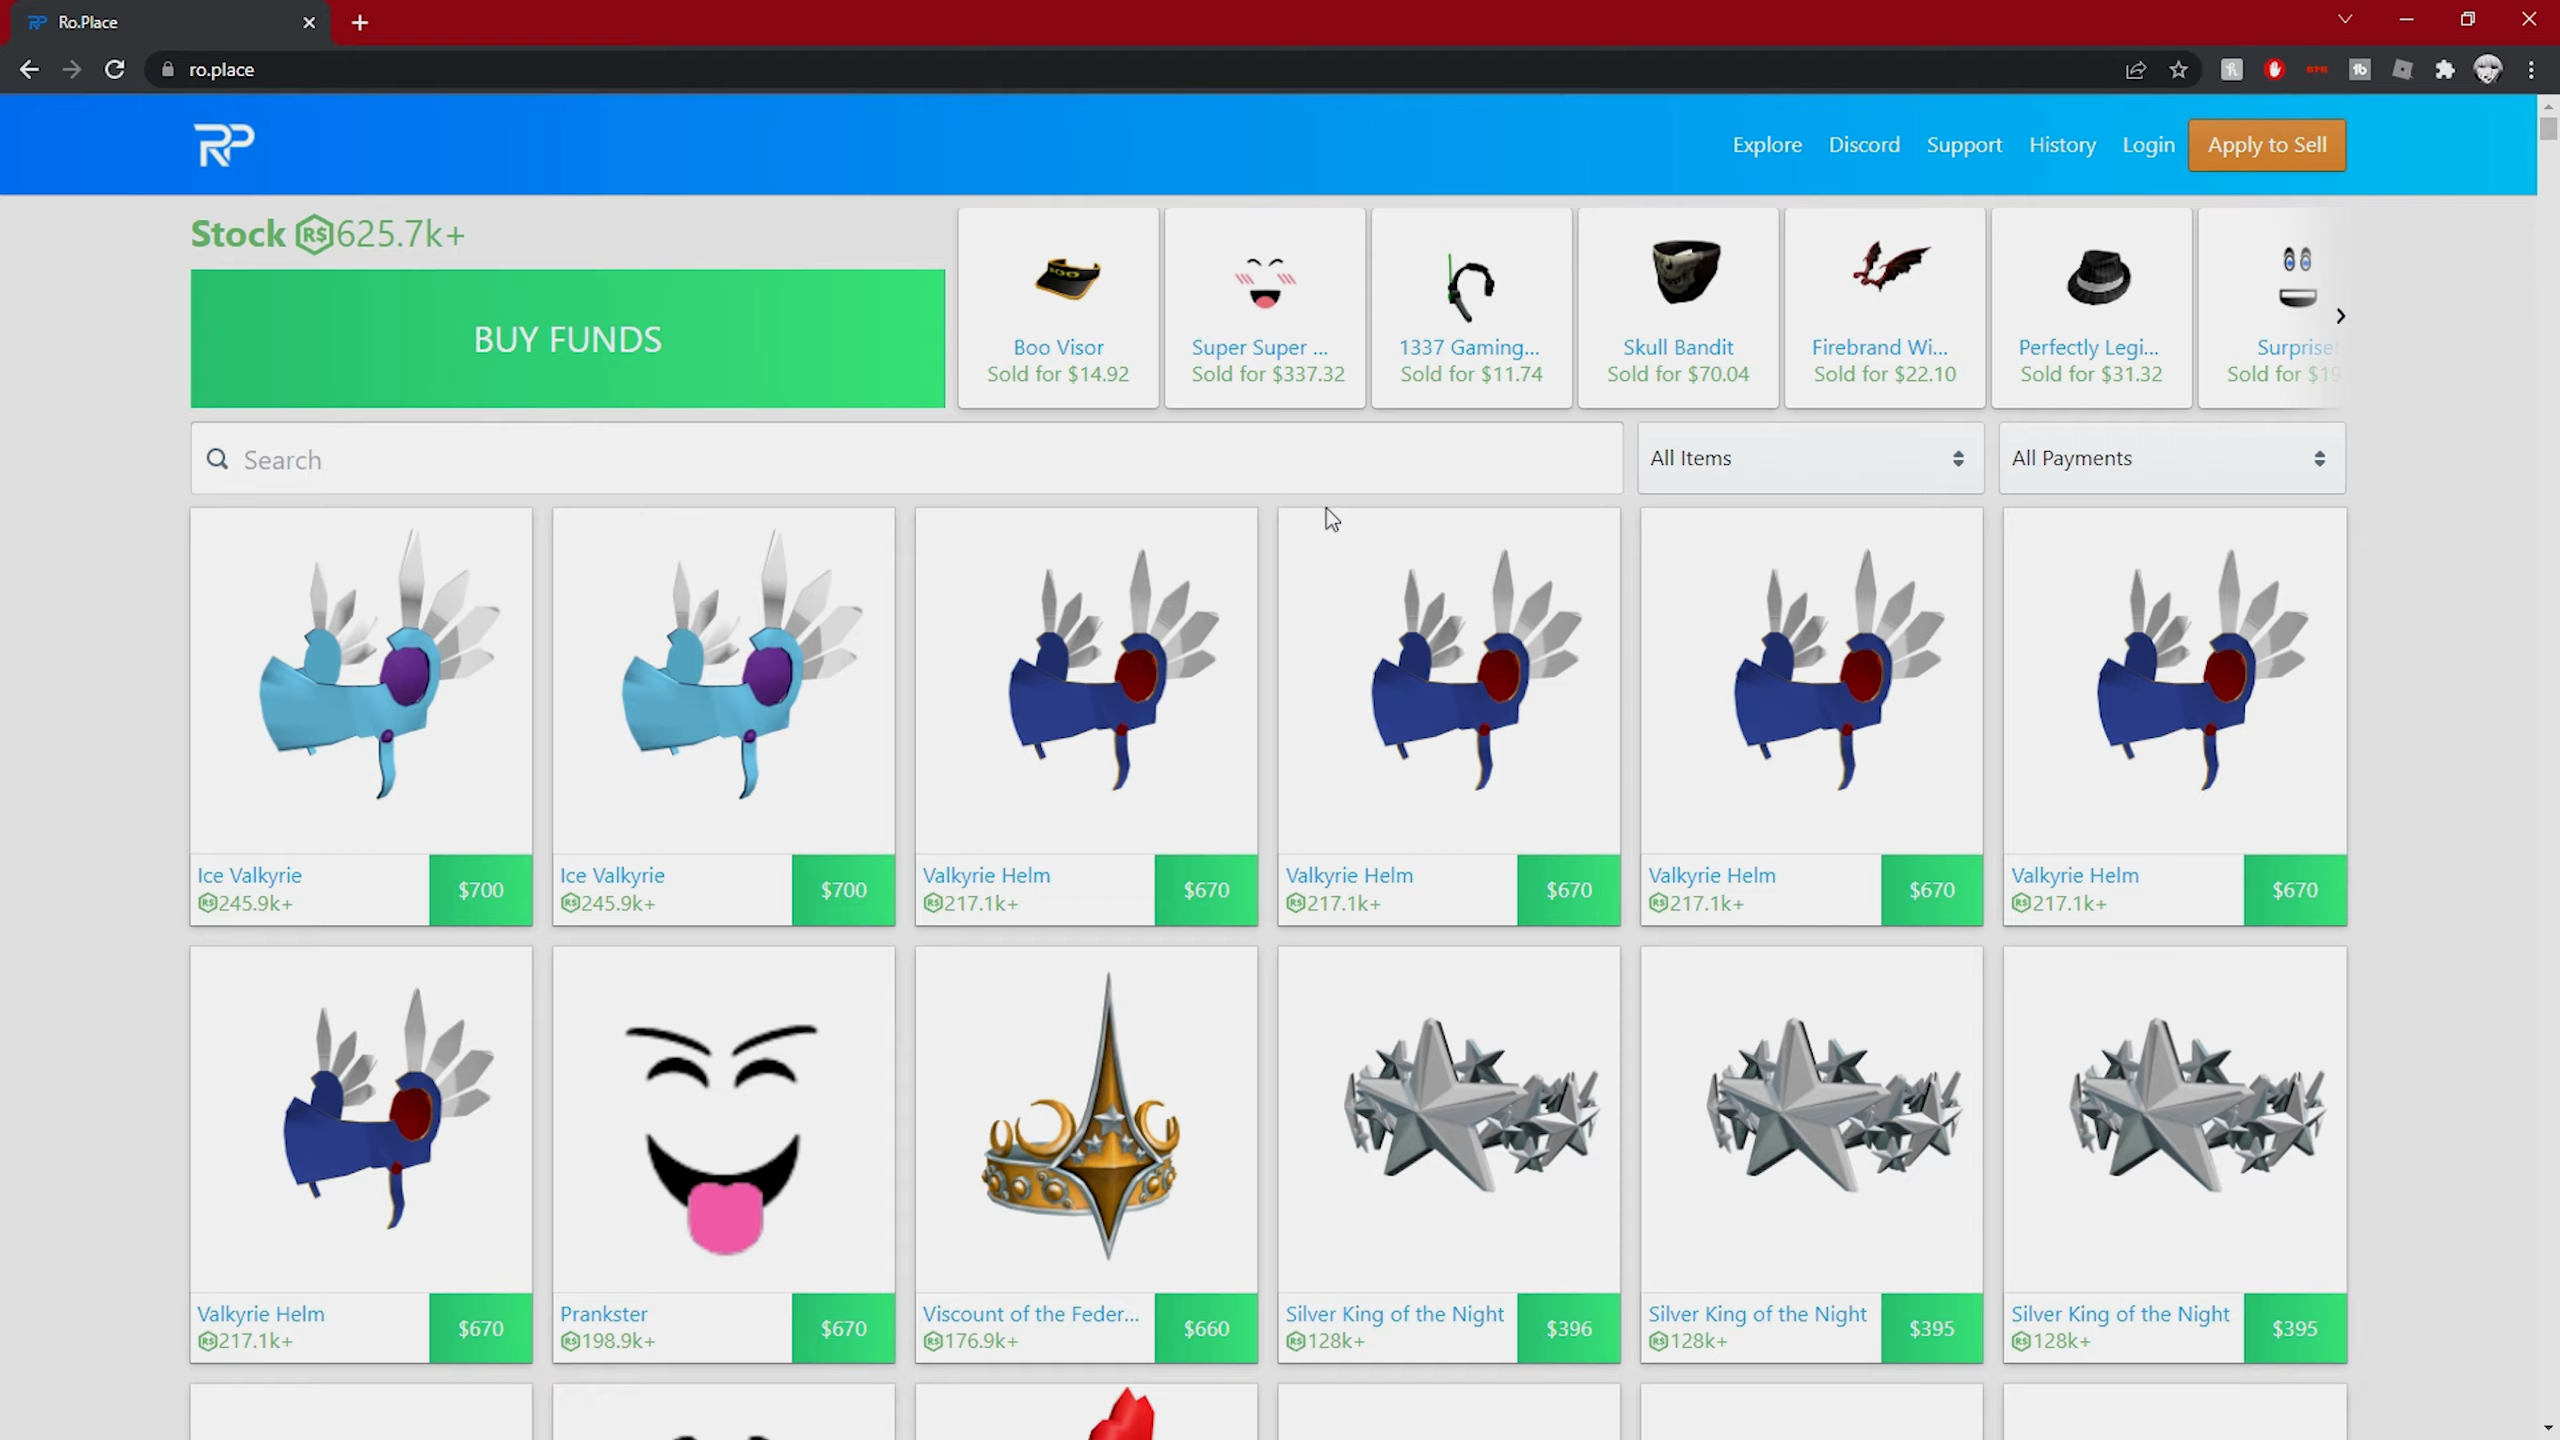 Ro.Place
ro.place
RP
Explore
Discord
Support
History
Login
Apply to Sell
Stock R$625.7k+
BUY FUNDS
Boo Visor
Sold for $14.92
Super Super ...
Sold for $337.32
1337 Gaming...
Sold for $11.74
Skull Bandit
Sold for $70.04
Firebrand Wi...
Sold for $22.10
Perfectly Legi...
Sold for $31.32
Surprise!
Sold for $19
Search
All Items
All Payments
Ice Valkyrie
R$245.9k+
$700
Ice Valkyrie
R$245.9k+
$700
Valkyrie Helm
R$217.1k+
$670
Valkyrie Helm
R$217.1k+
$670
Valkyrie Helm
R$217.1k+
$670
Valkyrie Helm
R$217.1k+
$670
Valkyrie Helm
R$217.1k+
$670
Prankster
R$198.9k+
$670
Viscount of the Feder...
R$176.9k+
$660
Silver King of the Night
R$128k+
$396
Silver King of the Night
R$128k+
$395
Silver King of the Night
R$128k+
$395